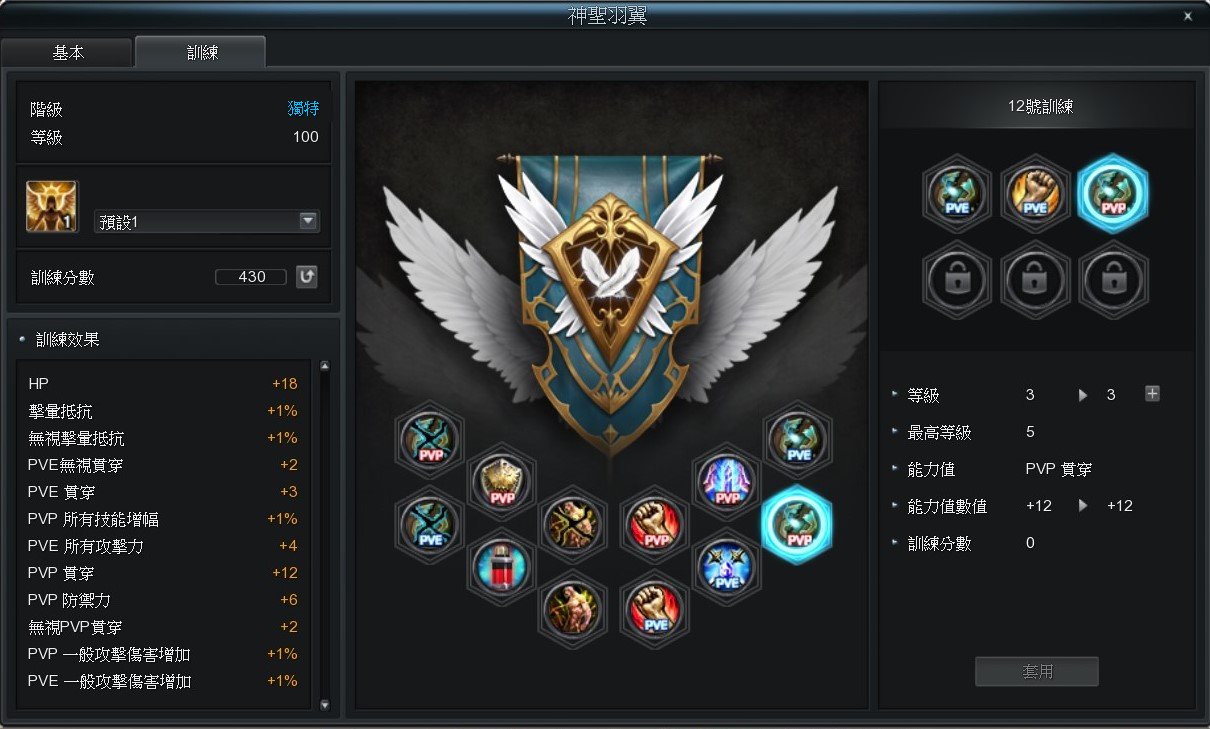 神聖羽翼
基本
訓練
階級 獨特
等級 100
1
預設1
訓練分數 430
訓練效果
HP +18
擊暈抵抗 +1%
無視擊暈抵抗 +1%
PVE無視貫穿 +2
PVE 貫穿 +3
PVP 所有技能增幅 +1%
PVE 所有攻擊力 +4
PVP 貫穿 +12
PVP 防禦力 +6
無視PVP貫穿 +2
PVP 一般攻擊傷害增加 +1%
PVE 一般攻擊傷害增加 +1%
PVP
PVE
PVP
PVP
PVP
PVE
PVP
PVE
PVP
PVE
12號訓練
PVE PVE PVP
等級 3 3
最高等級 5
能力值 PVP 貫穿
能力值數值 +12 +12
訓練分數 0
套用